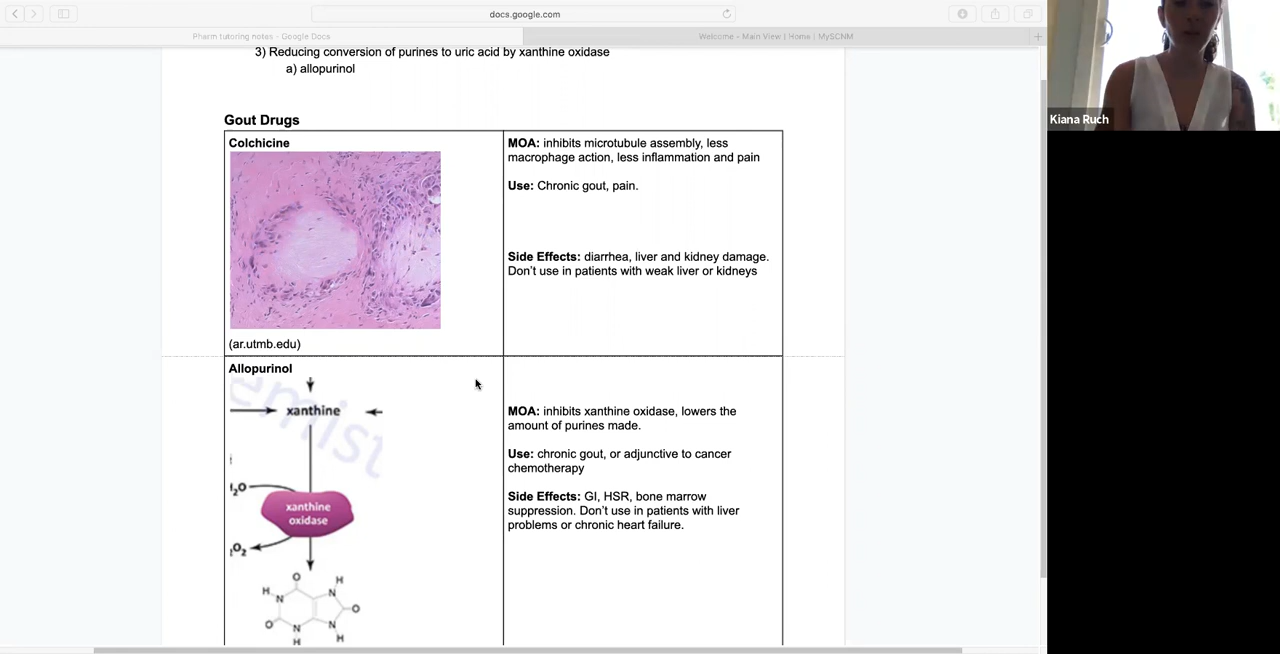 docs.google.com
Pharm tutoring notes - Google Docs
Welcome - Main View | Home | MySCNM
3) Reducing conversion of purines to uric acid by xanthine oxidase
a) allopurinol
Kiana Ruch
Gout Drugs
Colchicine
(ar.utmb.edu)
MOA: inhibits microtubule assembly, less
macrophage action, less inflammation and pain
Use: Chronic gout, pain.
Side Effects: diarrhea, liver and kidney damage.
Don't use in patients with weak liver or kidneys
Allopurinol
emist
xanthine
2O
xanthine
oxidase
O2
O
H
H
N
N
O
O
N
N
H
H
MOA: inhibits xanthine oxidase, lowers the
amount of purines made.
Use: chronic gout, or adjunctive to cancer
chemotherapy
Side Effects: GI, HSR, bone marrow
suppression. Don't use in patients with liver
problems or chronic heart failure.